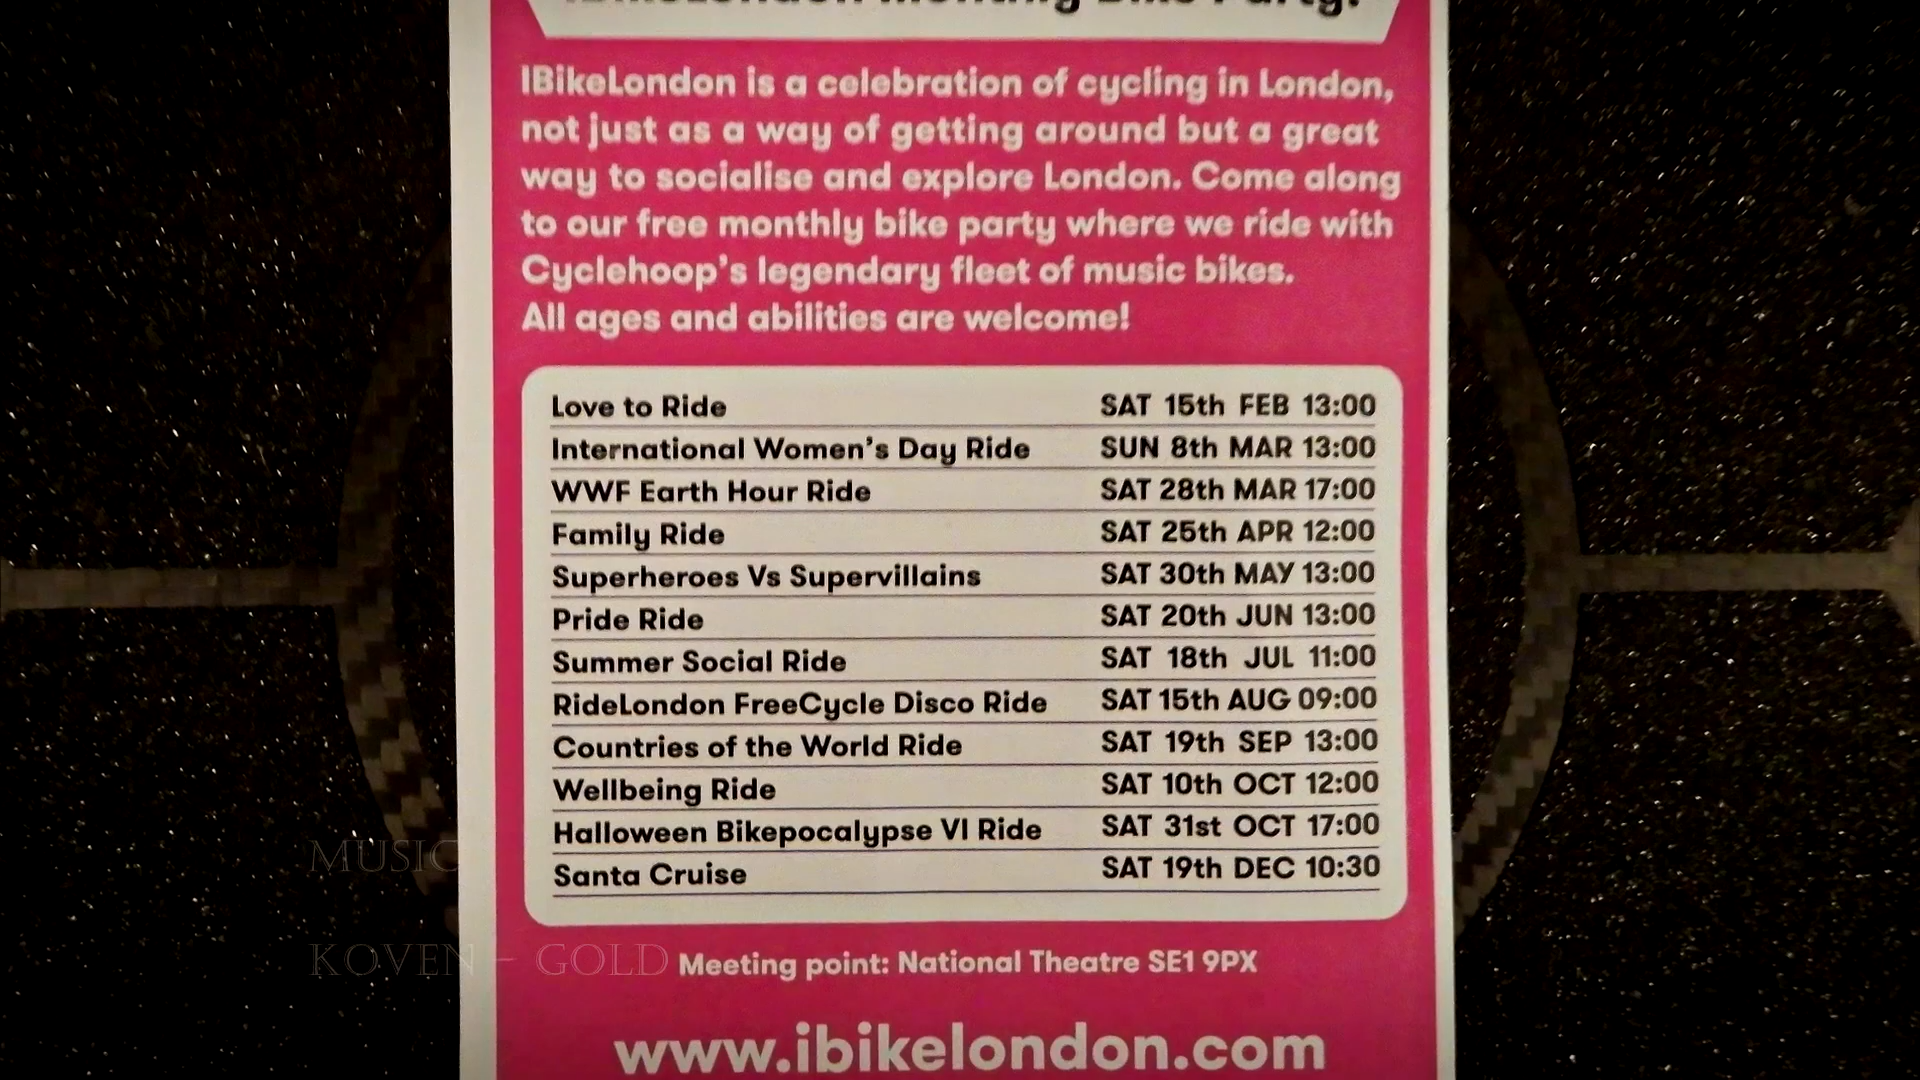 IBikeLondon Monthly Bike Party!
IBikeLondon is a celebration of cycling in London,
not just as a way of getting around but a great
way to socialise and explore London. Come along
to our free monthly bike party where we ride with
Cyclehoop's legendary fleet of music bikes.
All ages and abilities are welcome!
Love to Ride SAT 15th FEB 13:00
International Women's Day Ride SUN 8th MAR 13:00
WWF Earth Hour Ride SAT 28th MAR 17:00
Family Ride SAT 25th APR 12:00
Superheroes Vs Supervillains SAT 30th MAY 13:00
Pride Ride SAT 20th JUN 13:00
Summer Social Ride SAT 18th JUL 11:00
RideLondon FreeCycle Disco Ride SAT 15th AUG 09:00
Countries of the World Ride SAT 19th SEP 13:00
Wellbeing Ride SAT 10th OCT 12:00
Halloween Bikepocalypse VI Ride SAT 31st OCT 17:00
Santa Cruise SAT 19th DEC 10:30
MUSIC
KOVEN - GOLD
Meeting point: National Theatre SE1 9PX
www.ibikelondon.com